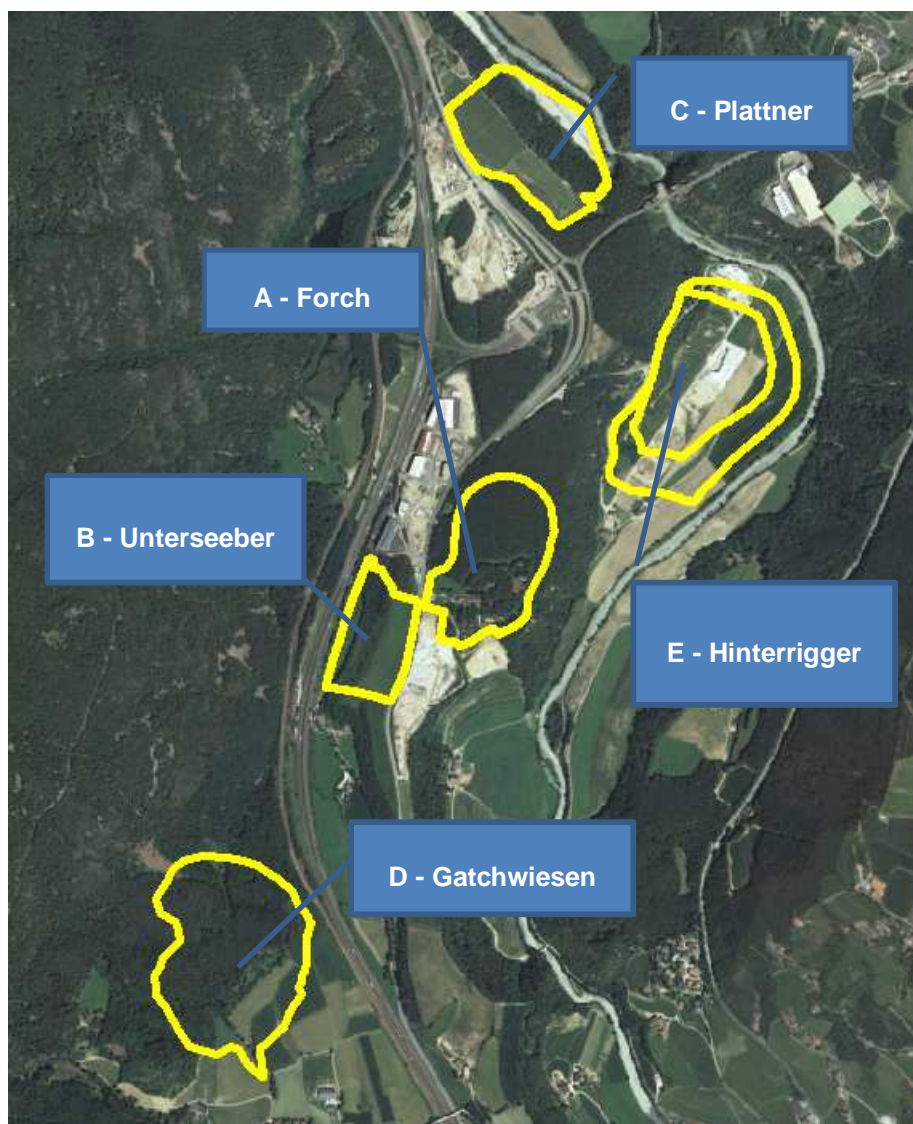 C - Plattner
A - Forch
B - Unterseeber
E - Hinterrigger
D - Gatchwiesen